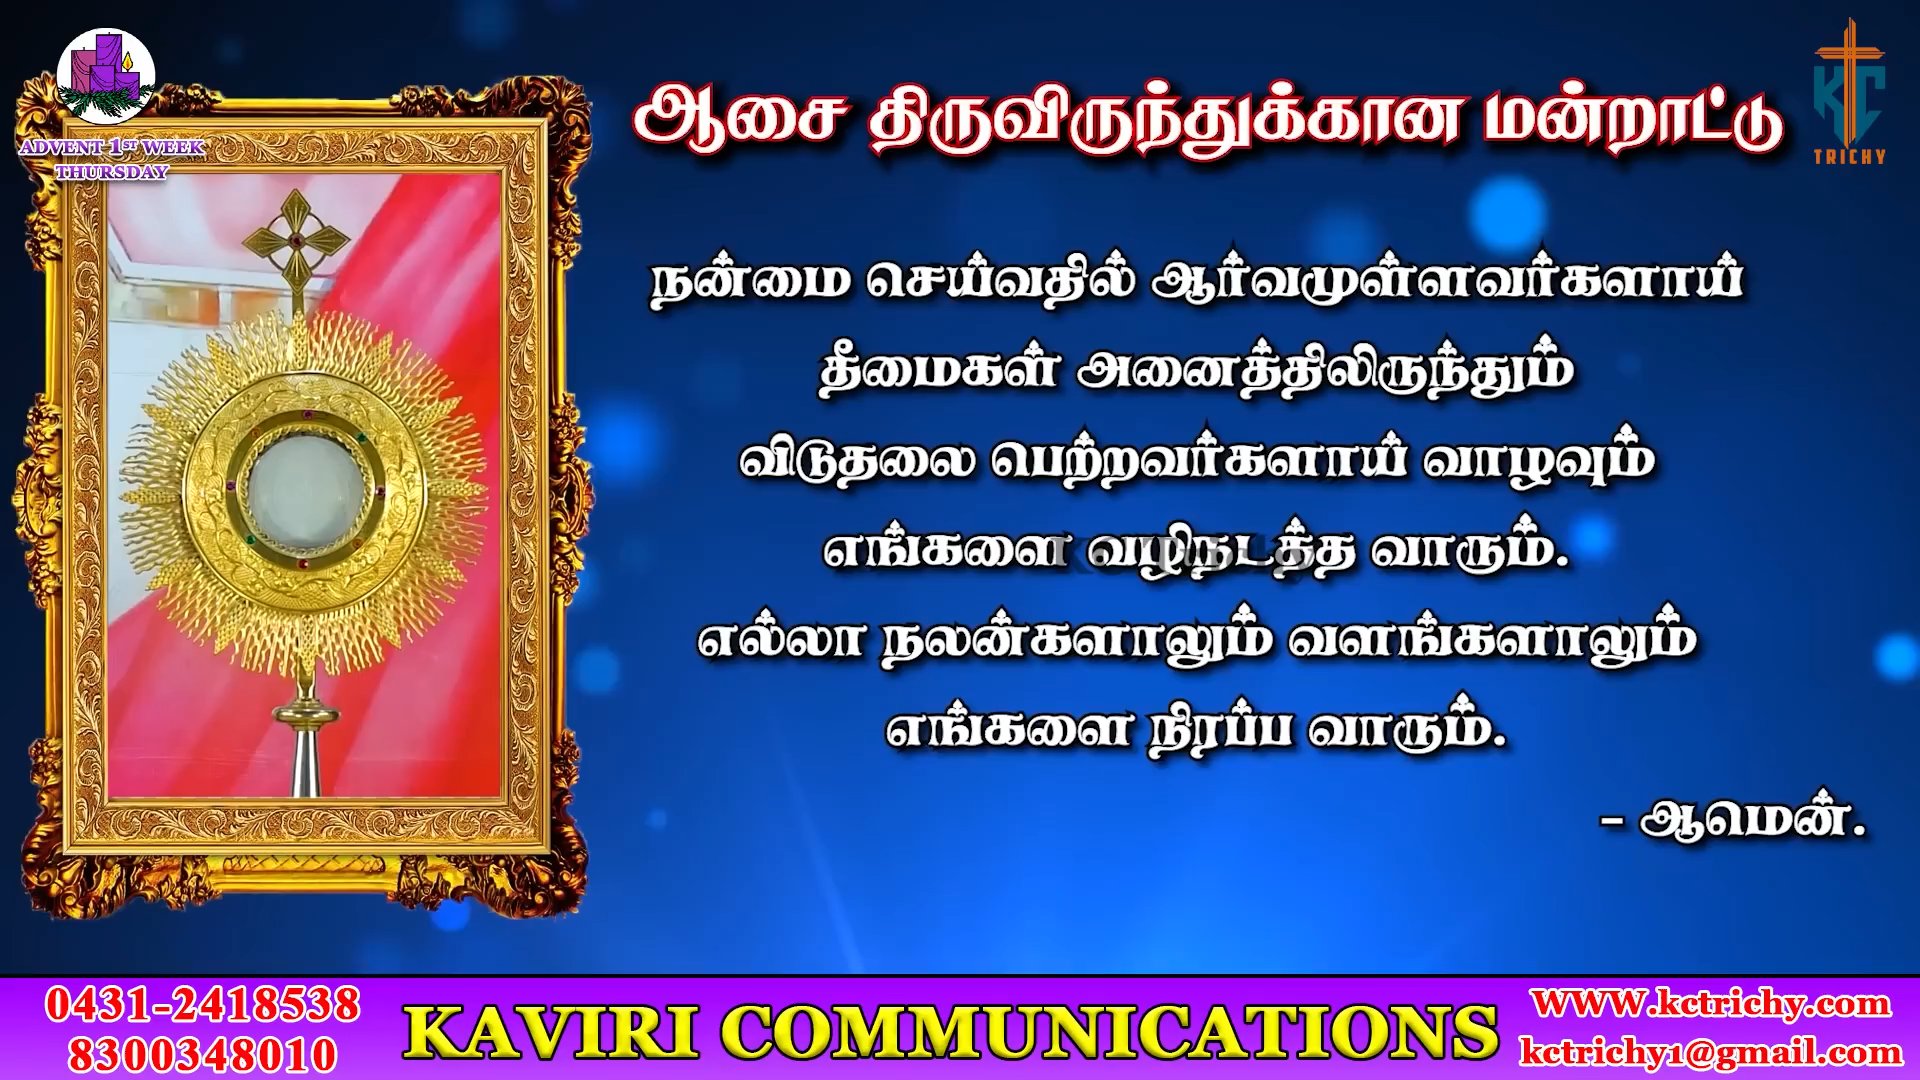 ADVENT 1ST WEEK
THURSDAY
KC
TRICHY
ஆசை திருவிருந்துக்கான மன்றாட்டு
நன்மை செய்வதில் ஆர்வமுள்ளவர்களாய்
தீமைகள் அனைத்திலிருந்தும்
விடுதலை பெற்றவர்களாய் வாழவும்
எங்களை வழிநடத்த வாரும்.
எல்லா நலன்களாலும் வளங்களாலும்
எங்களை நிரப்ப வாரும்.
- ஆமென்.
0431-2418538
8300348010
KAVIRI COMMUNICATIONS
WWW.kctrichy.com
kctrichy1@gmail.com